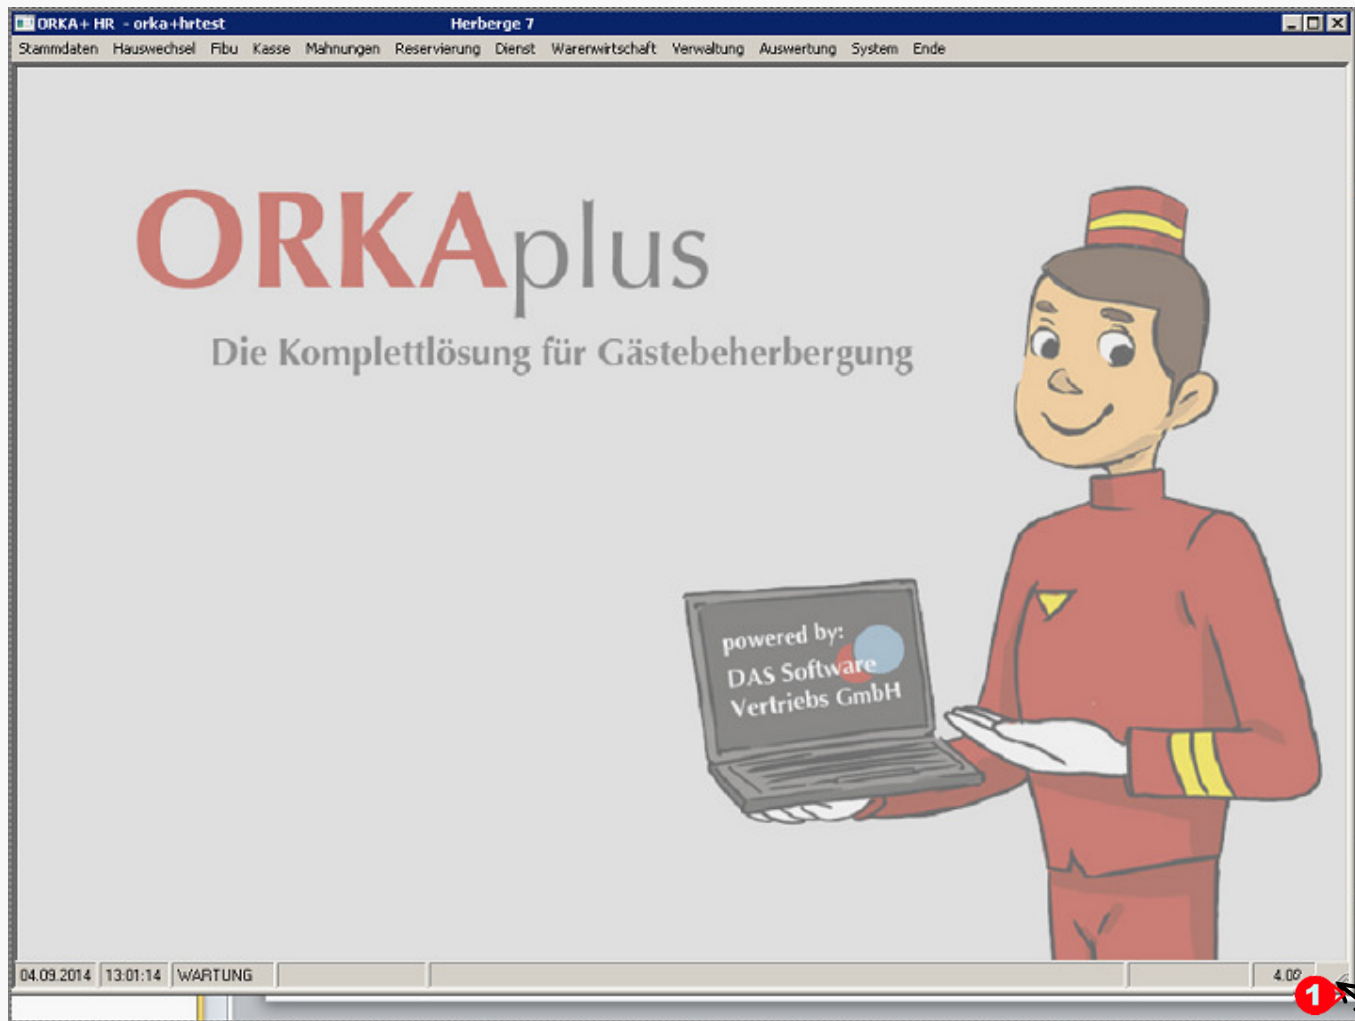 ORKA+ HR - orka+hrtest Herberge 7
Stammdaten Hauswechsel Fibu Kasse Mahnungen Reservierung Dienst Warenwirtschaft Verwaltung Auswertung System Ende
ORKAplus
Die Komplettlösung für Gästebeherbergung
powered by:
DAS Software
Vertriebs GmbH
04.09.2014 13:01:14 WARTUNG
1